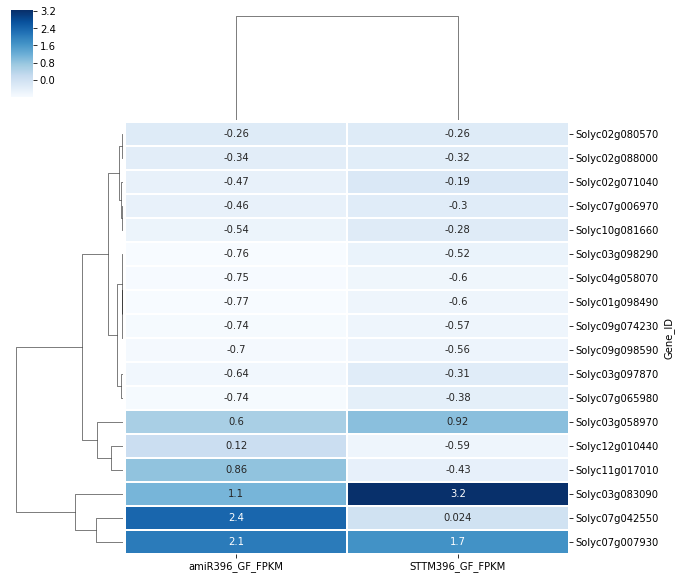 3.2
2.4
1.6
0.8
0.0
-0.26 -0.26 Solyc02g080570
-0.34 -0.32 Solyc02g088000
-0.47 -0.19 Solyc02g071040
-0.46 -0.3 Solyc07g006970
-0.54 -0.28 Solyc10g081660
-0.76 -0.52 Solyc03g098290
-0.75 -0.6 Solyc04g058070
-0.77 -0.6 Solyc01g098490
-0.74 -0.57 Solyc09g074230
-0.7 -0.56 Solyc09g098590
-0.64 -0.31 Solyc03g097870
-0.74 -0.38 Solyc07g065980
0.6 0.92 Solyc03g058970
0.12 -0.59 Solyc12g010440
0.86 -0.43 Solyc11g017010
1.1 3.2 Solyc03g083090
2.4 0.024 Solyc07g042550
2.1 1.7 Solyc07g007930
Gene_ID
amiR396_GF_FPKM STTM396_GF_FPKM